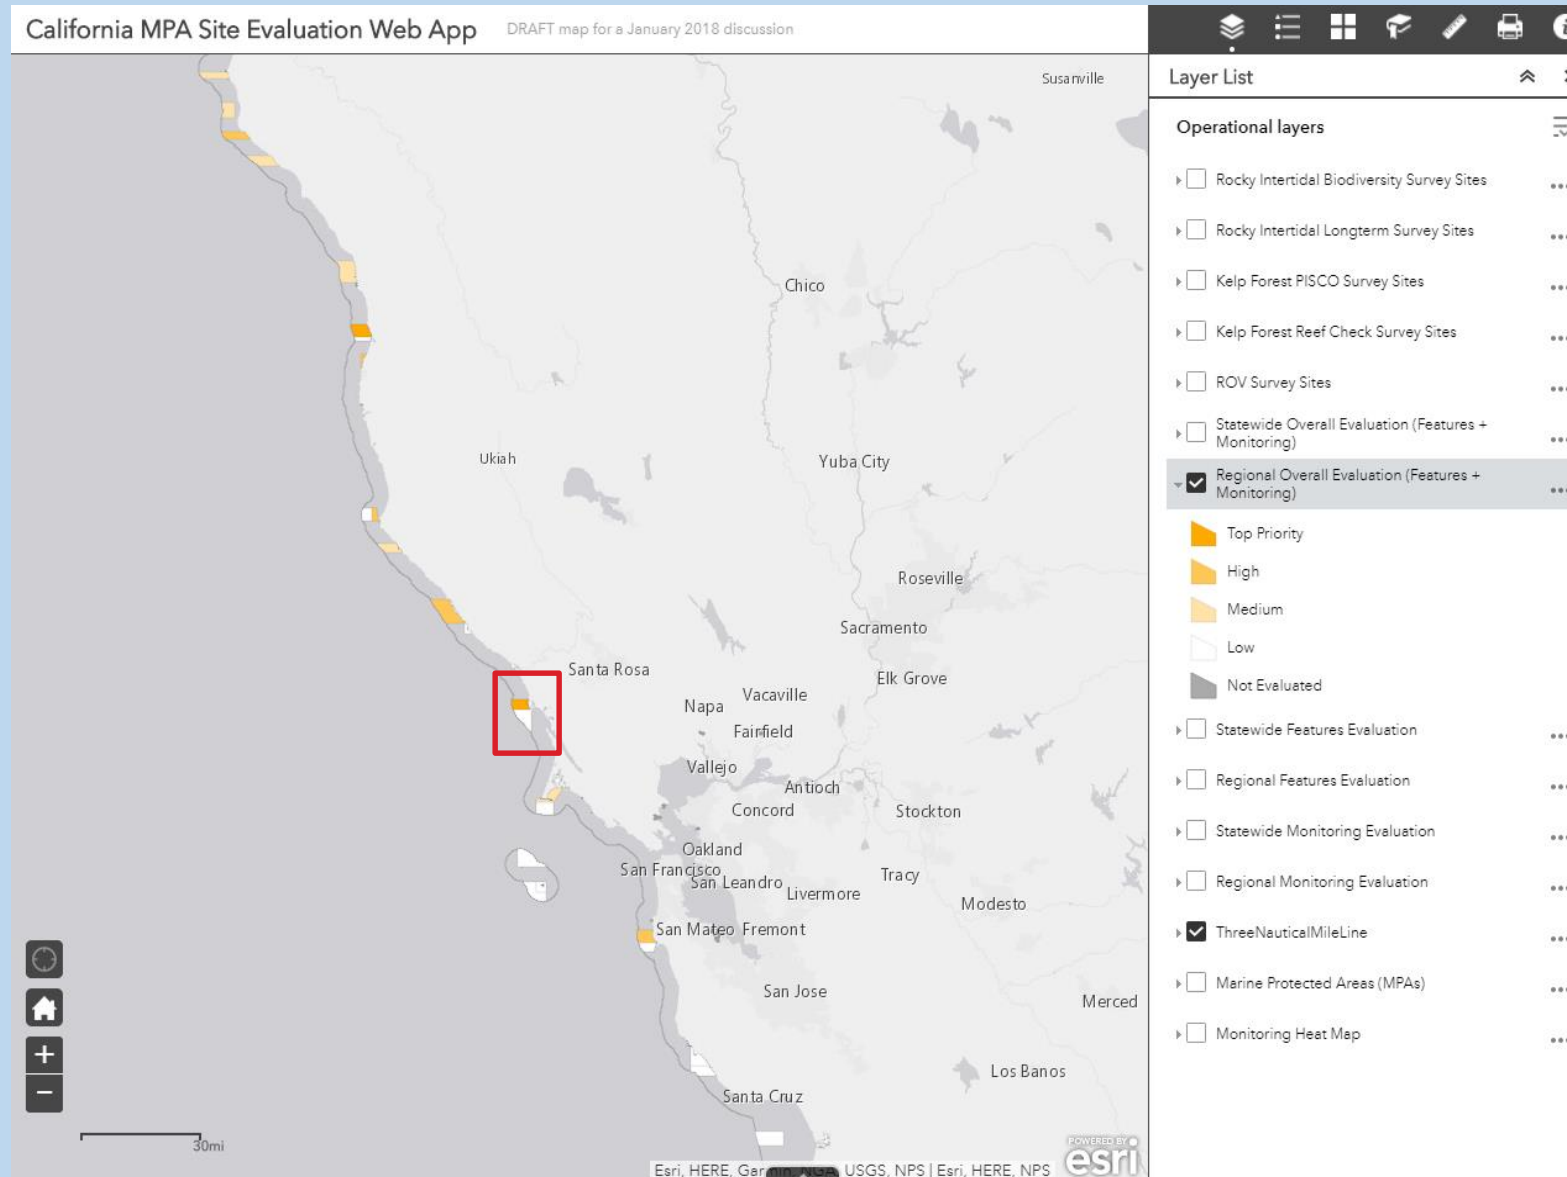 California MPA Site Evaluation Web App
DRAFT map for a January 2018 discussion
Susanville
Chico
Ukiah
Yuba City
Roseville
Sacramento
Santa Rosa
Elk Grove
Vacaville
Napa
Fairfield
Vallejo
Antioch
Concord
Stockton
Oakland
San Francisco
San Leandro
Tracy
Livermore
Modesto
San Mateo
Fremont
San Jose
Merced
Los Banos
Santa Cruz
30mi
POWERED BY
esri
Esri, HERE, Garmin, NGA, USGS, NPS | Esri, HERE, NPS
Layer List
Operational layers
Rocky Intertidal Biodiversity Survey Sites
Rocky Intertidal Longterm Survey Sites
Kelp Forest PISCO Survey Sites
Kelp Forest Reef Check Survey Sites
ROV Survey Sites
Statewide Overall Evaluation (Features +
Monitoring)
Regional Overall Evaluation (Features +
Monitoring)
Top Priority
High
Medium
Low
Not Evaluated
Statewide Features Evaluation
Regional Features Evaluation
Statewide Monitoring Evaluation
Regional Monitoring Evaluation
ThreeNauticalMileLine
Marine Protected Areas (MPAs)
Monitoring Heat Map